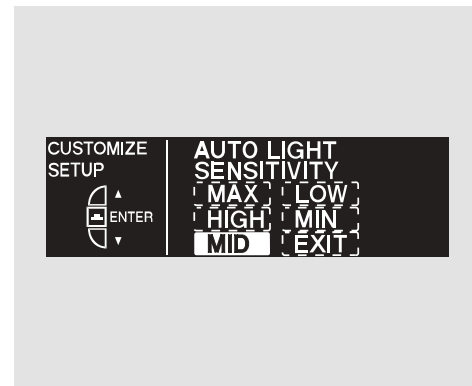 CUSTOMIZE
SETUP
ENTER
AUTO LIGHT
SENSITIVITY
MAX LOW
HIGH MIN
MID EXIT